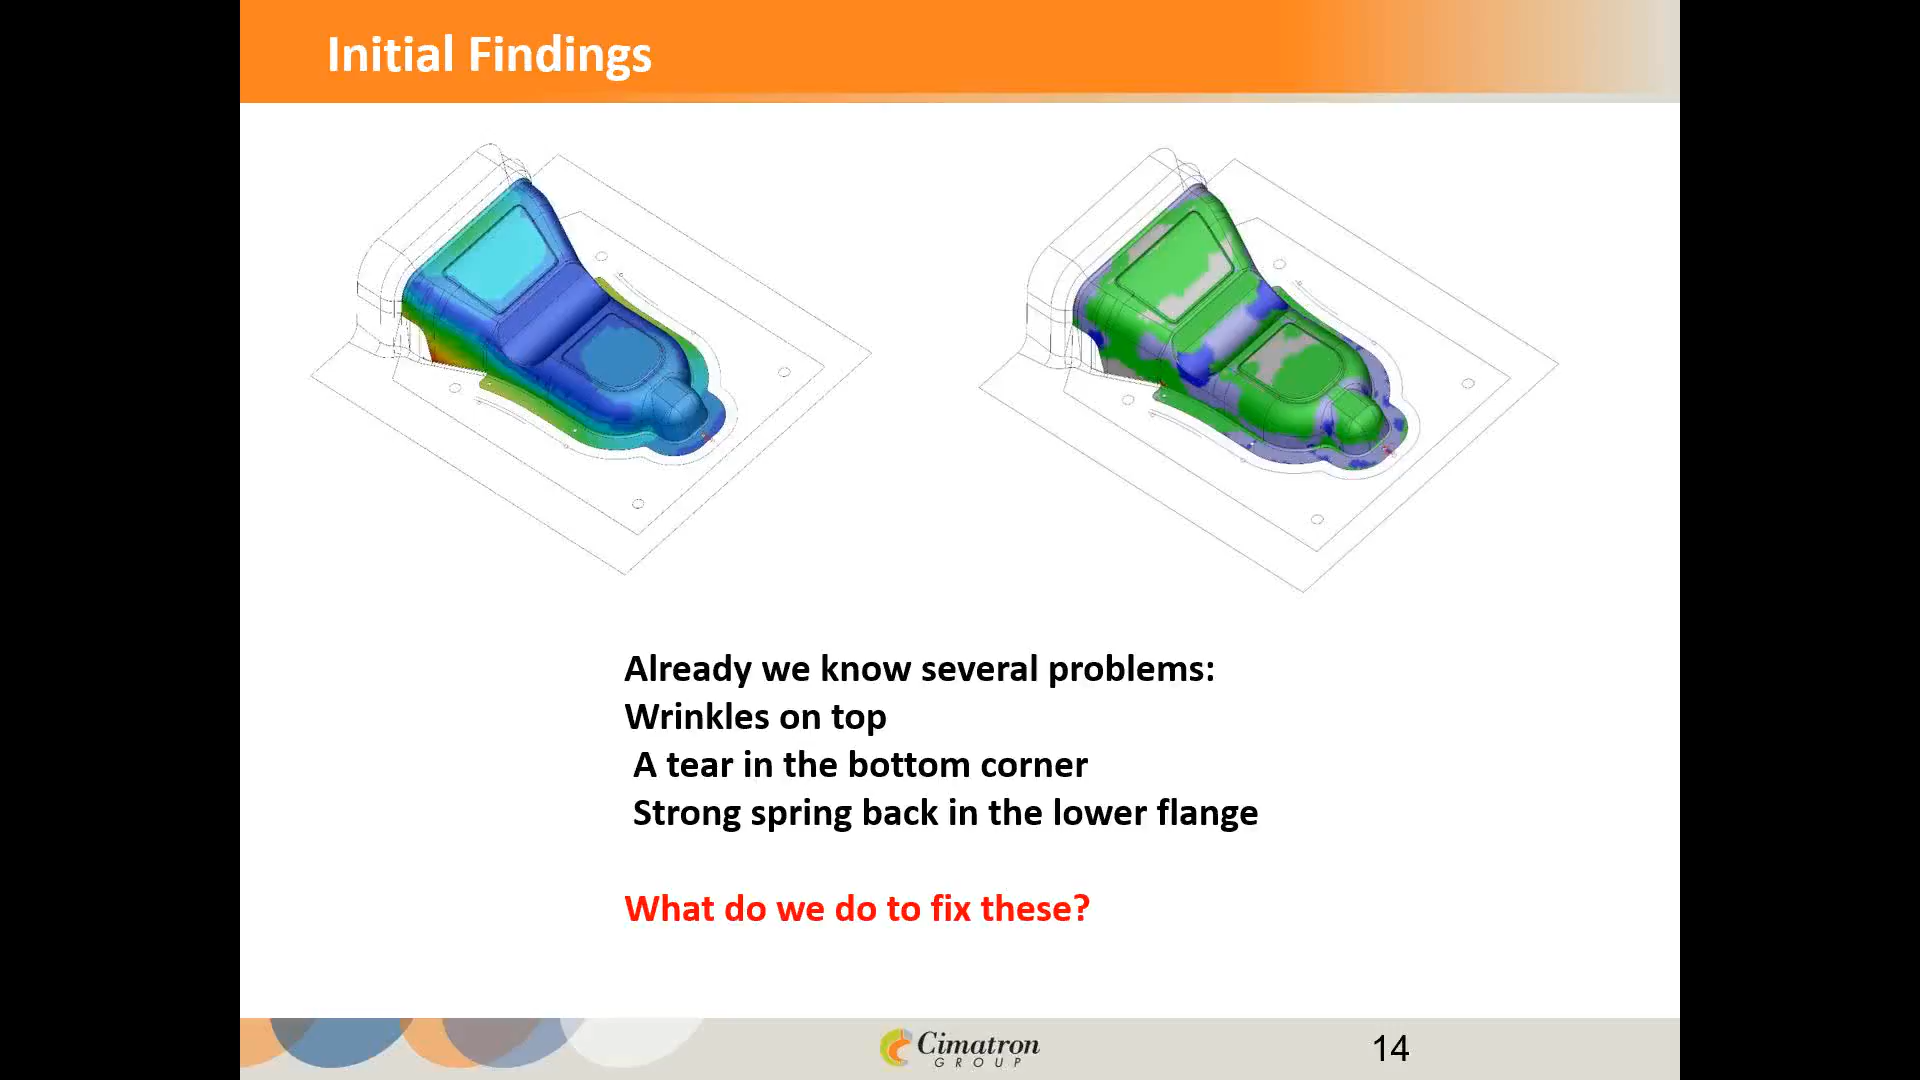 Initial Findings
Already we know several problems:
Wrinkles on top
A tear in the bottom corner
Strong spring back in the lower flange
What do we do to fix these?
Cimatron
GROUP
14